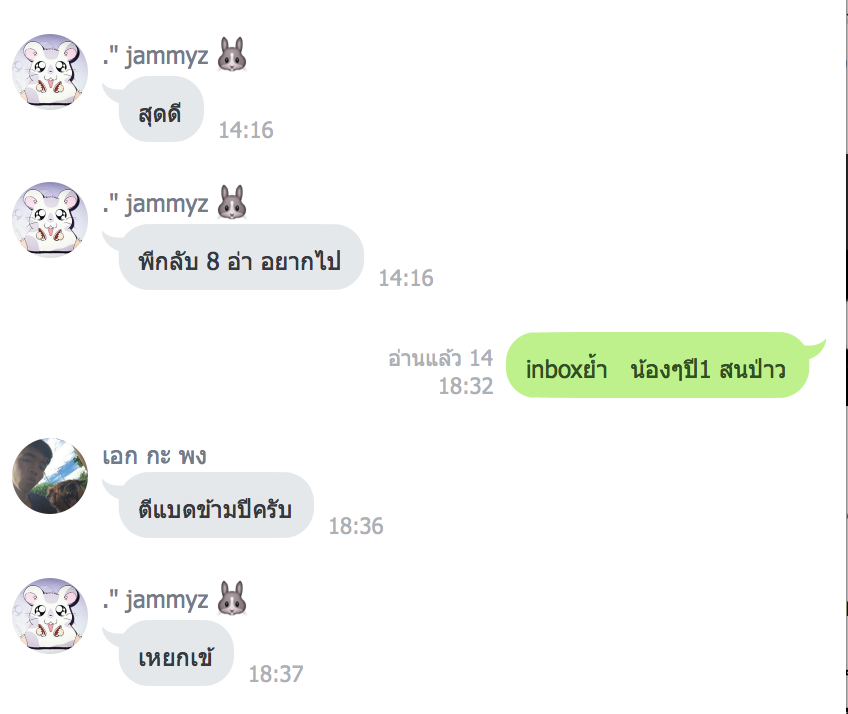 ." jammyz 🐰
สุดดี
14:16
." jammyz 🐰
พีกลับ 8 อ่า อยากไป
14:16
อ่านแล้ว 14
18:32
inboxย้ำ น้องๆปี1 สนป่าว
เอก กะ พง
ตีแบดข้ามปีครับ
18:36
." jammyz 🐰
เหยกเข้
18:37